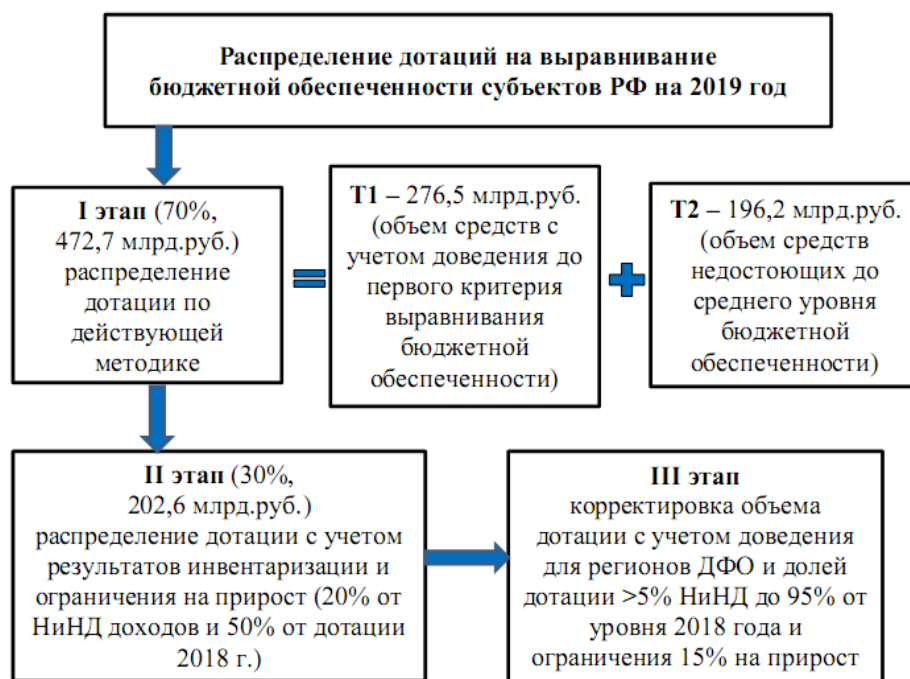 Распределение дотаций на выравнивание
бюджетной обеспеченности субъектов РФ на 2019 год
I этап (70%,
472,7 млрд.руб.)
распределение
дотации по
действующей
методике
=
T1 – 276,5 млрд.руб.
(объем средств с
учетом доведения до
первого критерия
выравнивания
бюджетной
обеспеченности)
+
T2 – 196,2 млрд.руб.
(объем средств
недостоющих до
среднего уровня
бюджетной
обеспеченности)
II этап (30%,
202,6 млрд.руб.)
распределение дотации с учетом
результатов инвентаризации и
ограничения на прирост (20% от
НиНД доходов и 50% от дотации
2018 г.)
III этап
корректировка объема
дотации с учетом доведения
для регионов ДФО и долей
дотации >5% НиНД до 95% от
уровня 2018 года и
ограничения 15% на прирост